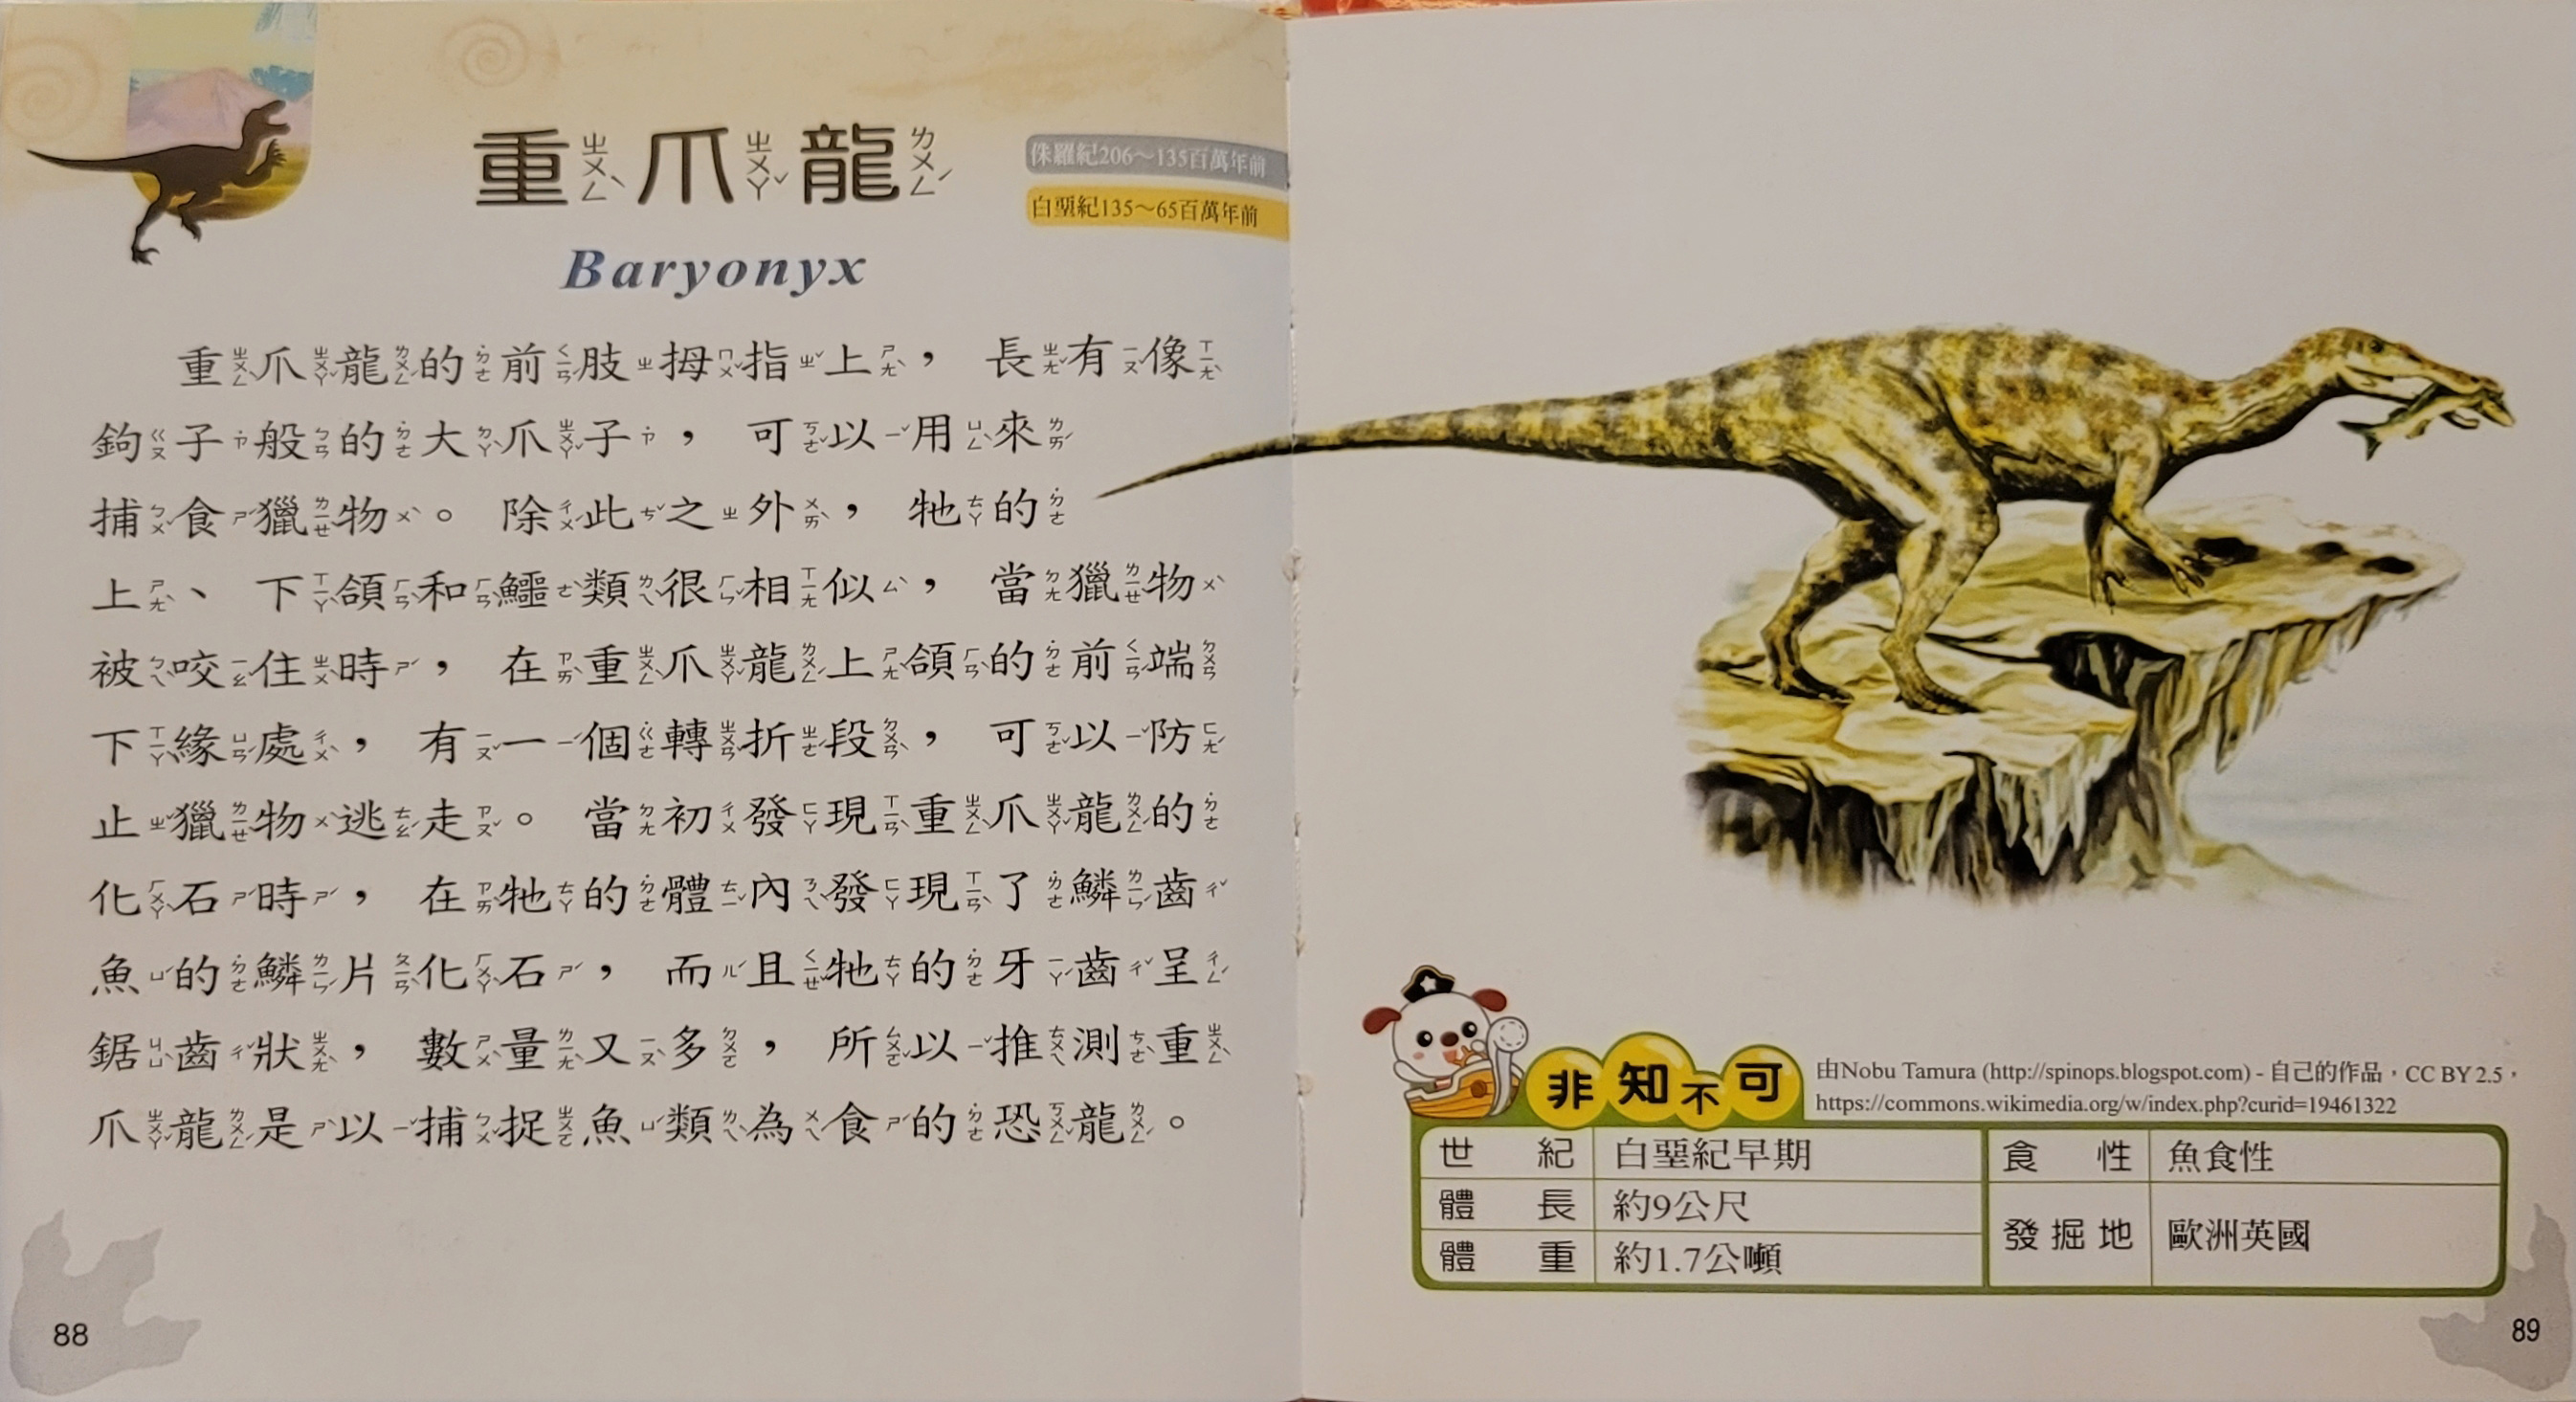 重爪龍
侏羅紀206～135百萬年前
白堊紀135～65百萬年前
Baryonyx
重爪龍的前肢拇指上，長有像
鉤子般的大爪子，可以用來
捕食獵物。除此之外，牠的
上、下頜和鱷類很相似，當獵物
被咬住時，在重爪龍上頜的前端
下緣處，有一個轉折段，可以防
止獵物逃走。當初發現重爪龍的
化石時，在牠的體內發現了鱗齒
魚的鱗片化石，而且牠的牙齒呈
鋸齒狀，數量又多，所以推測重
爪龍是以捕捉魚類為食的恐龍。
88
非知不可
由Nobu Tamura (http://spinops.blogspot.com) - 自己的作品，CC BY 2.5，
https://commons.wikimedia.org/w/index.php?curid=19461322
世紀 白堊紀早期
體長 約9公尺
體重 約1.7公噸
食性 魚食性
發掘地 歐洲英國
89